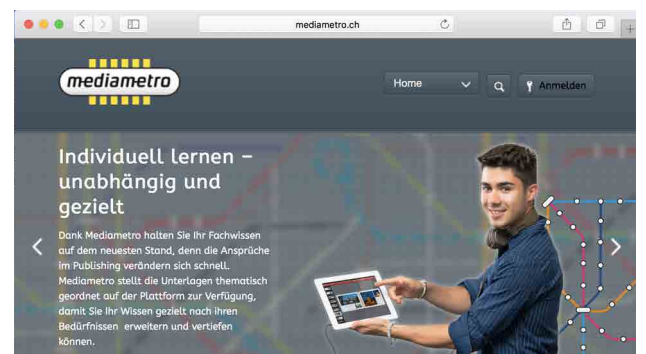 mediametro.ch
mediametro
Home
Anmelden
Individuell lernen –
unabhängig und
gezielt
Dank Mediametro halten Sie Ihr Fachwissen
auf dem neuesten Stand, denn die Ansprüche
im Publishing verändern sich schnell.
Mediametro stellt die Unterlagen thematisch
geordnet auf der Plattform zur Verfügung,
damit Sie Ihr Wissen gezielt nach ihren
Bedürfnissen erweitern und vertiefen
können.